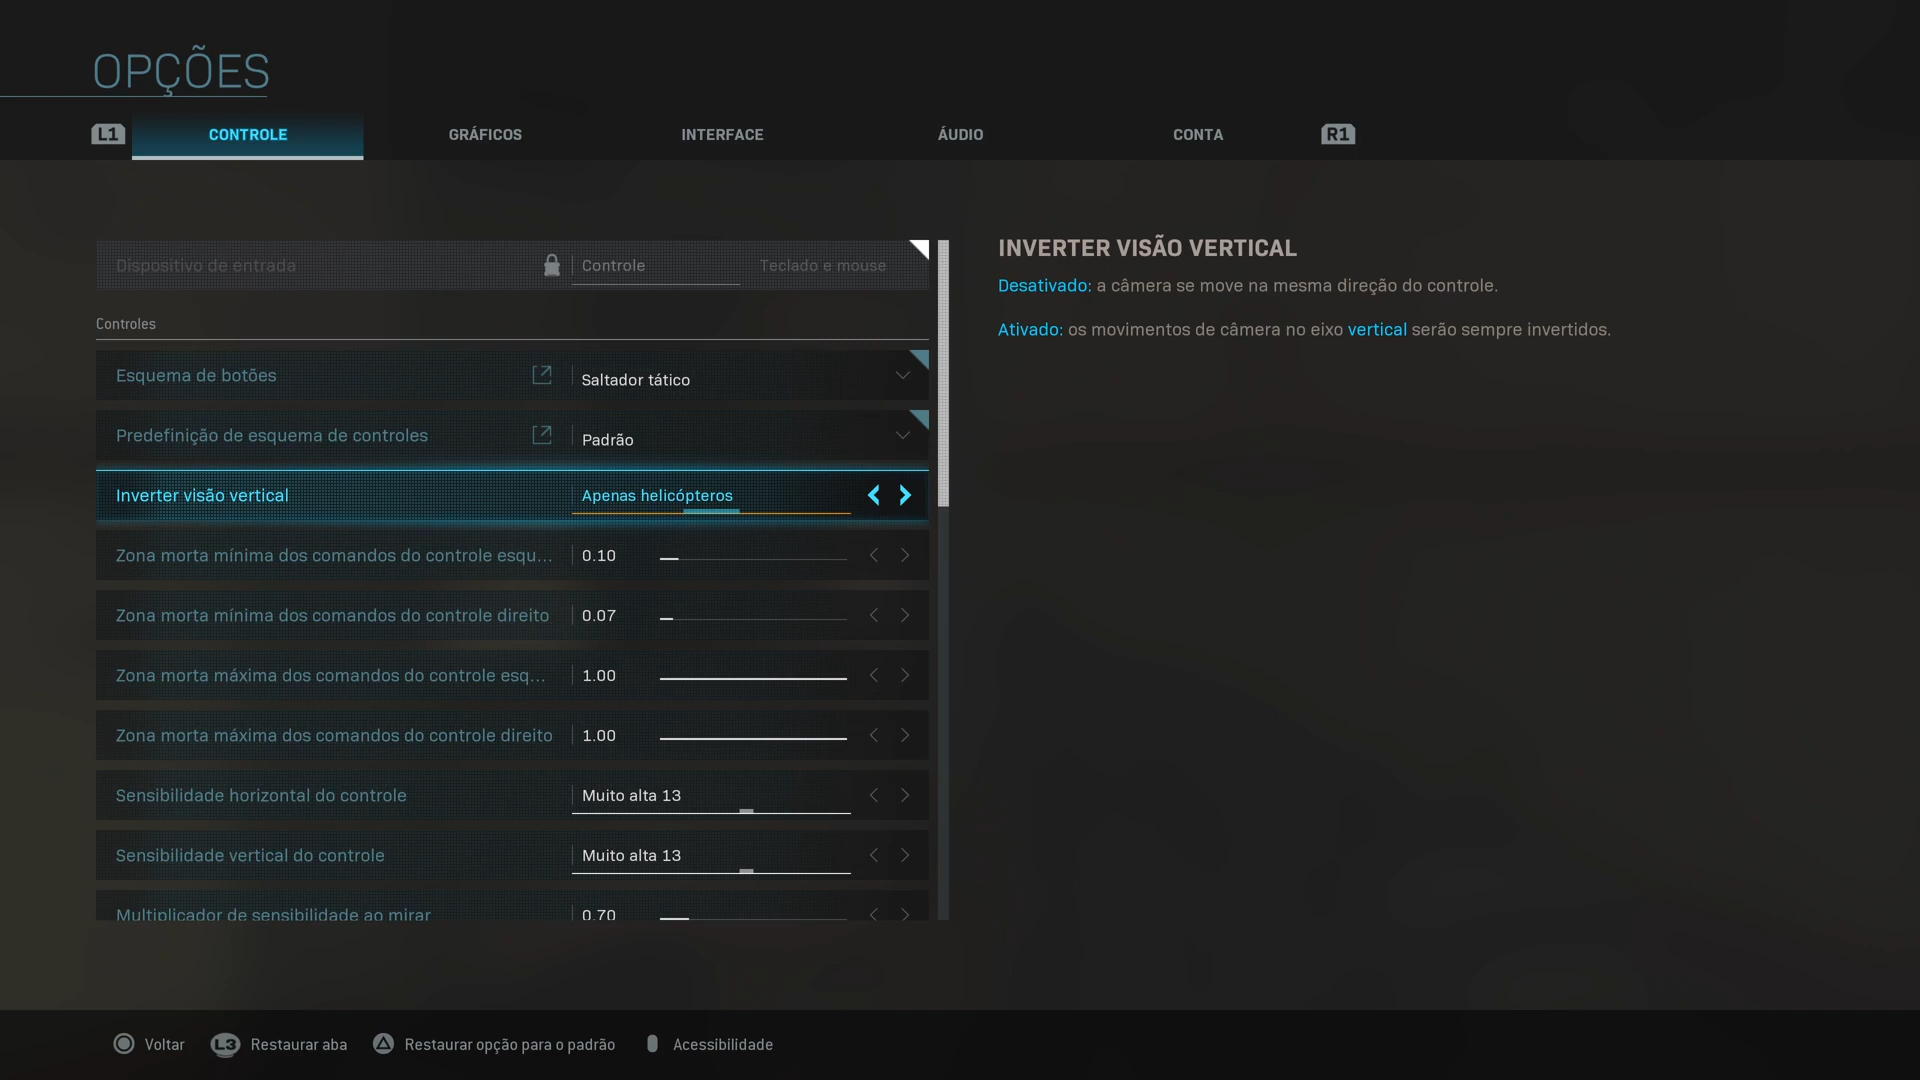 OPÇÕES
L1 CONTROLE GRÁFICOS INTERFACE ÁUDIO CONTA R1
Dispositivo de entrada Controle Teclado e mouse
Controles
Esquema de botões Saltador tático
Predefinição de esquema de controles Padrão
Inverter visão vertical Apenas helicópteros
Zona morta mínima dos comandos do controle esqu... 0.10
Zona morta mínima dos comandos do controle direito 0.07
Zona morta máxima dos comandos do controle esq... 1.00
Zona morta máxima dos comandos do controle direito 1.00
Sensibilidade horizontal do controle Muito alta 13
Sensibilidade vertical do controle Muito alta 13
Multiplicador de sensibilidade ao mirar 0.70
INVERTER VISÃO VERTICAL
Desativado: a câmera se move na mesma direção do controle.
Ativado: os movimentos de câmera no eixo vertical serão sempre invertidos.
Voltar L3 Restaurar aba Restaurar opção para o padrão Acessibilidade